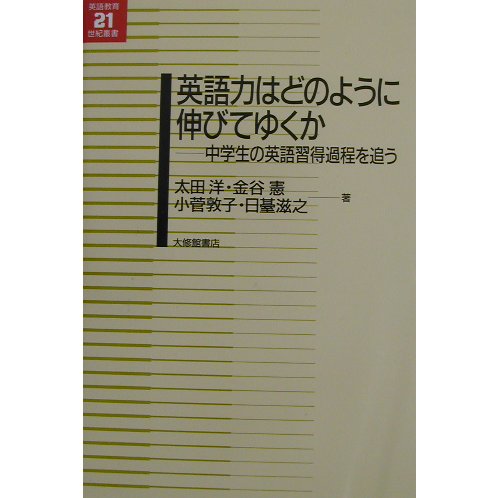 英語教育
21
世紀叢書
英語力はどのように
伸びてゆくか
──中学生の英語習得過程を追う
太田 洋・金谷 憲
小菅敦子・日䑓滋之──著
大修館書店